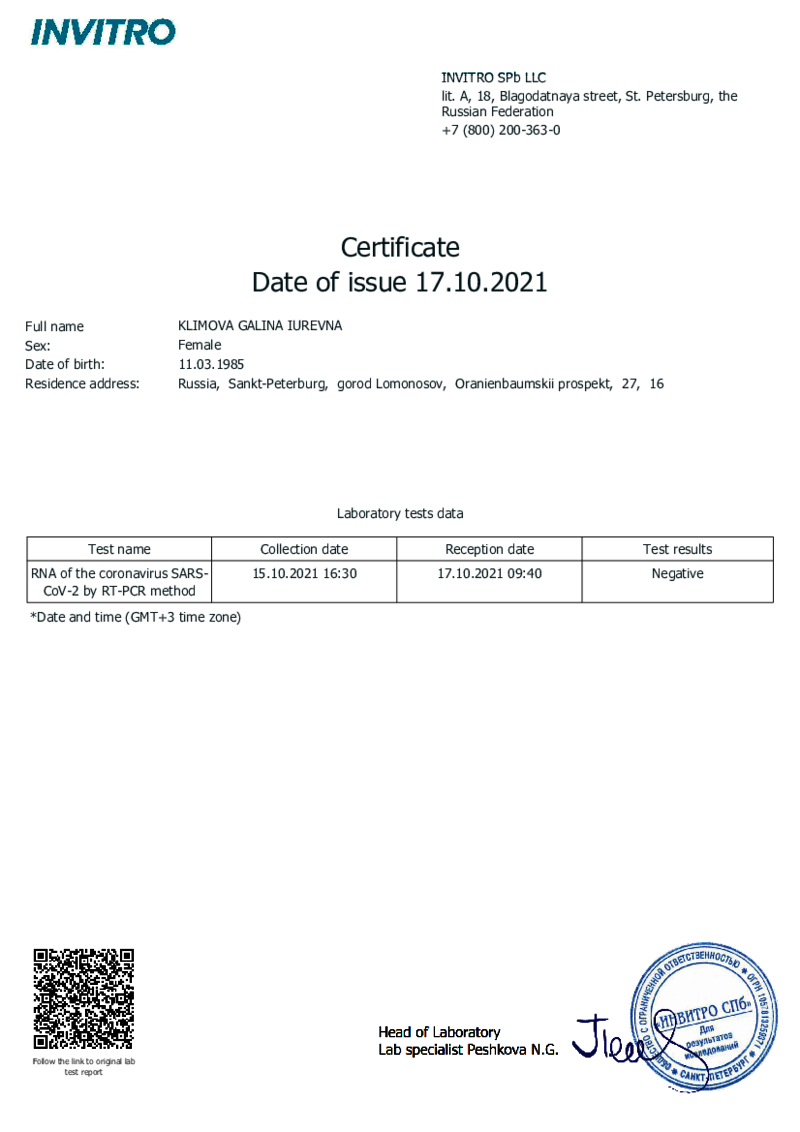 INVITRO
INVITRO SPb LLC
lit. A, 18, Blagodatnaya street, St. Petersburg, the
Russian Federation
+7 (800) 200-363-0
Certificate
Date of issue 17.10.2021
Full name KLIMOVA GALINA IUREVNA
Sex: Female
Date of birth: 11.03.1985
Residence address: Russia, Sankt-Peterburg, gorod Lomonosov, Oranienbaumskii prospekt, 27, 16
Laboratory tests data
Test name Collection date Reception date Test results
RNA of the coronavirus SARS- 15.10.2021 16:30 17.10.2021 09:40 Negative
CoV-2 by RT-PCR method
*Date and time (GMT+3 time zone)
Follow the link to original lab
test report
Head of Laboratory
Lab specialist Peshkova N.G.
ОБЩЕСТВО С ОГРАНИЧЕННОЙ ОТВЕТСТВЕННОСТЬЮ
«ИНВИТРО СПб»
Для
результатов
исследований
САНКТ-ПЕТЕРБУРГ